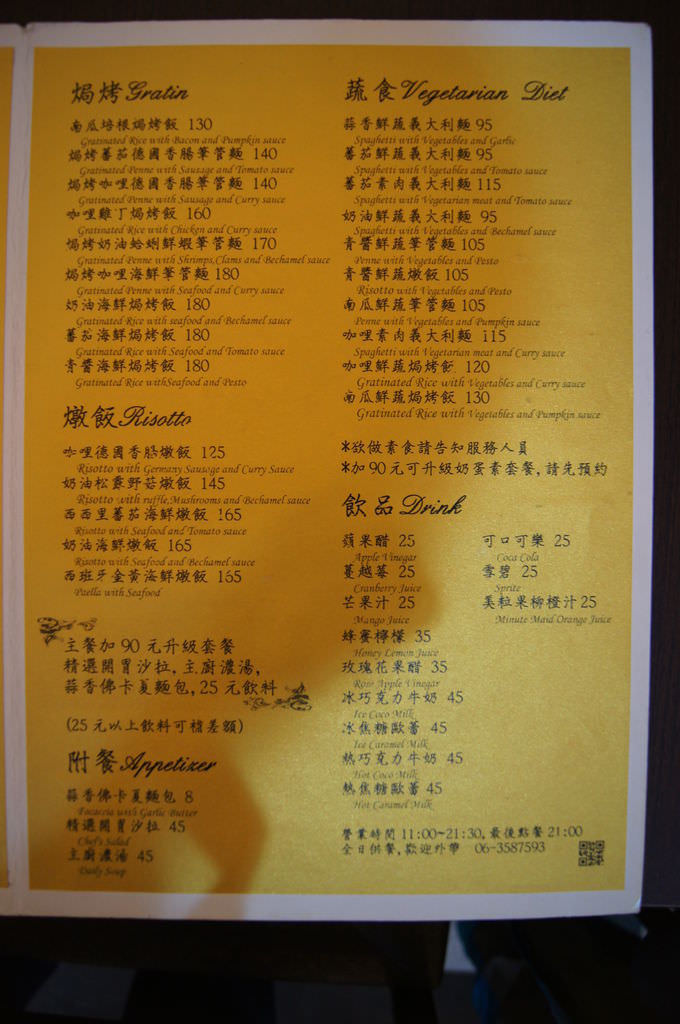 焗烤 Gratin
南瓜培根焗烤飯 130
Gratinated Rice with Bacon and Pumpkin sauce
焗烤蕃茄德國香腸筆管麵 140
Gratinated Penne with Sausage and Tomato sauce
焗烤咖哩德國香腸筆管麵 140
Gratinated Penne with Sausage and Curry sauce
咖哩雞丁焗烤飯 160
Gratinated Rice with Chicken and Curry sauce
焗烤奶油蛤蜊鮮蝦筆管麵 170
Gratinated Penne with Shrimps,Clams and Bechamel sauce
焗烤咖哩海鮮筆管麵 180
Gratinated Penne with Seafood and Curry sauce
奶油海鮮焗烤飯 180
Gratinated Rice with seafood and Bechamel sauce
蕃茄海鮮焗烤飯 180
Gratinated Rice with Seafood and Tomato sauce
青醬海鮮焗烤飯 180
Gratinated Rice withSeafood and Pesto
燉飯 Risotto
咖哩德國香腸燉飯 125
Risotto with Germany Sausage and Curry Sauce
奶油松露野菇燉飯 145
Risotto with ruffle,Mushrooms and Bechamel sauce
西西里蕃茄海鮮燉飯 165
Risotto with Seafood and Tomato sauce
奶油海鮮燉飯 165
Risotto with Seafood and Bechamel sauce
西班牙金黃海鮮燉飯 165
Paella with Seafood
主餐加 90 元升級套餐
精選開胃沙拉,主廚濃湯,
蒜香佛卡夏麵包,25 元飲料
(25 元以上飲料可補差額)
附餐 Appetizer
蒜香佛卡夏麵包 8
Focaccia with Garlic Butter
精選開胃沙拉 45
Chef's Salad
主廚濃湯 45
Daily Soup
蔬食 Vegetarian Diet
蒜香鮮蔬義大利麵 95
Spaghetti with Vegetables and Garlic
蕃茄鮮蔬義大利麵 95
Spaghetti with Vegetables and Tomato sauce
蕃茄素肉義大利麵 115
Spaghetti with Vegetarian meat and Tomato sauce
奶油鮮蔬義大利麵 95
Spaghetti with Vegetables and Bechamel sauce
青醬鮮蔬筆管麵 105
Penne with Vegetables and Pesto
青醬鮮蔬燉飯 105
Risotto with Vegetables and Pesto
南瓜鮮蔬筆管麵 105
Penne with Vegetables and Pumpkin sauce
咖哩素肉義大利麵 115
Spaghetti with Vegetarian meat and Curry sauce
咖哩鮮蔬焗烤飯 120
Gratinated Rice with Vegetables and Curry sauce
南瓜鮮蔬焗烤飯 130
Gratinated Rice with Vegetables and Pumpkin sauce
*欲做素食請告知服務人員
*加 90 元可升級奶蛋素套餐,請先預約
飲品 Drink
蘋果醋 25
Apple Vinegar
蔓越莓 25
Cranberry Juice
芒果汁 25
Mango Juice
蜂蜜檸檬 35
Honey Lemon Juice
玫瑰花果醋 35
Rose Apple Vinegar
冰巧克力牛奶 45
Ice Coco Milk
冰焦糖歐蕾 45
Ice Caramel Milk
熱巧克力牛奶 45
Hot Coco Milk
熱焦糖歐蕾 45
Hot Caramel Milk
可口可樂 25
Coca Cola
雪碧 25
Sprite
美粒果柳橙汁 25
Minute Maid Orange Juice
營業時間 11:00~21:30,最後點餐 21:00
全日供餐,歡迎外帶 06-3587593